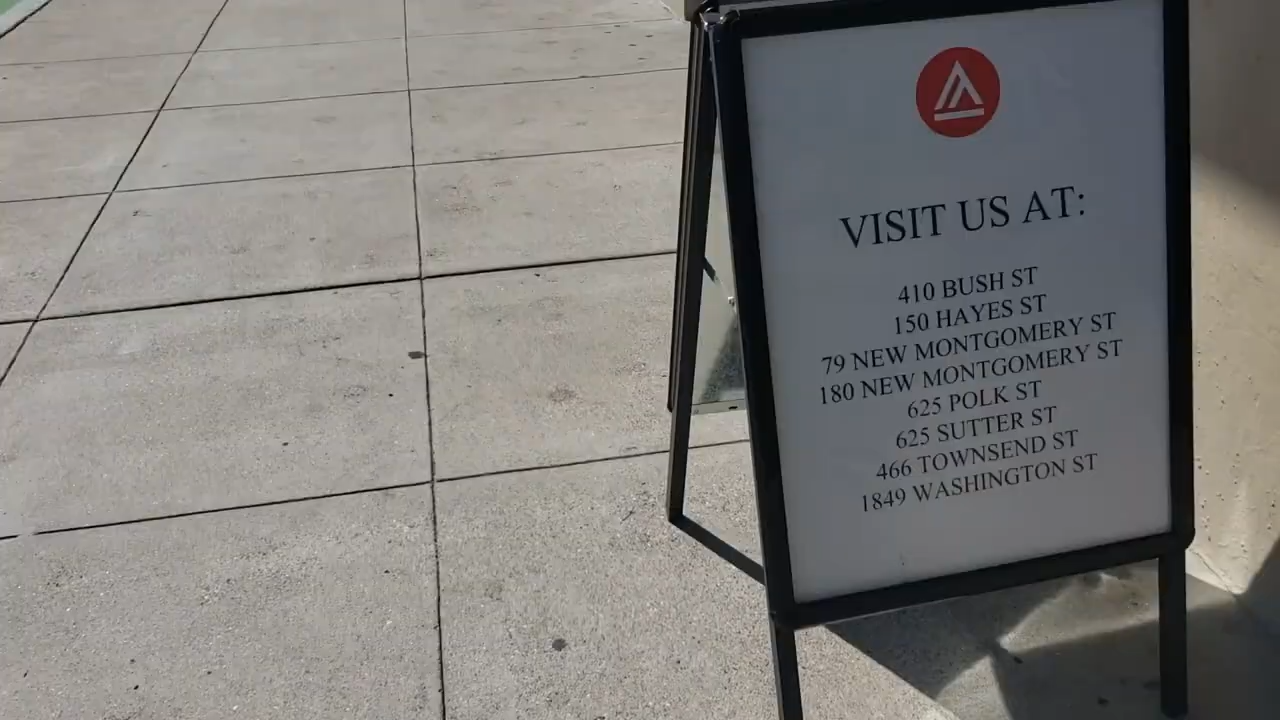 VISIT US AT:
410 BUSH ST
150 HAYES ST
79 NEW MONTGOMERY ST
180 NEW MONTGOMERY ST
625 POLK ST
625 SUTTER ST
466 TOWNSEND ST
1849 WASHINGTON ST